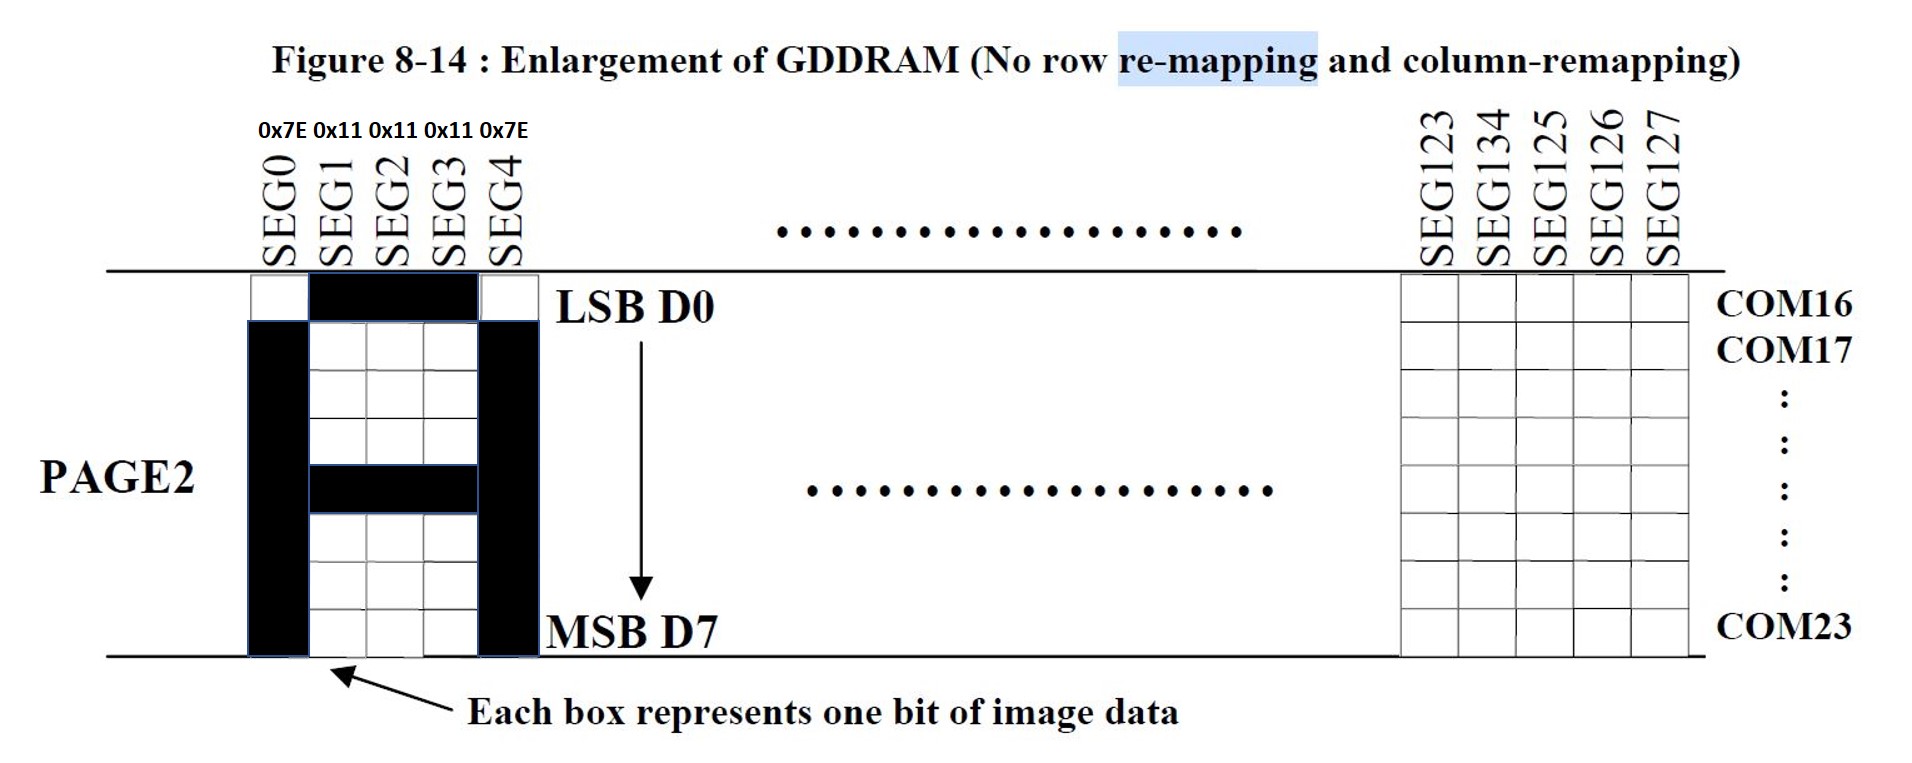 Figure 8-14 : Enlargement of GDDRAM (No row re-mapping and column-remapping)
0x7E 0x11 0x11 0x11 0x7E
SEG0
SEG1
SEG2
SEG3
SEG4
SEG123
SEG134
SEG125
SEG126
SEG127
LSB D0
COM16
COM17
PAGE2
MSB D7
COM23
Each box represents one bit of image data